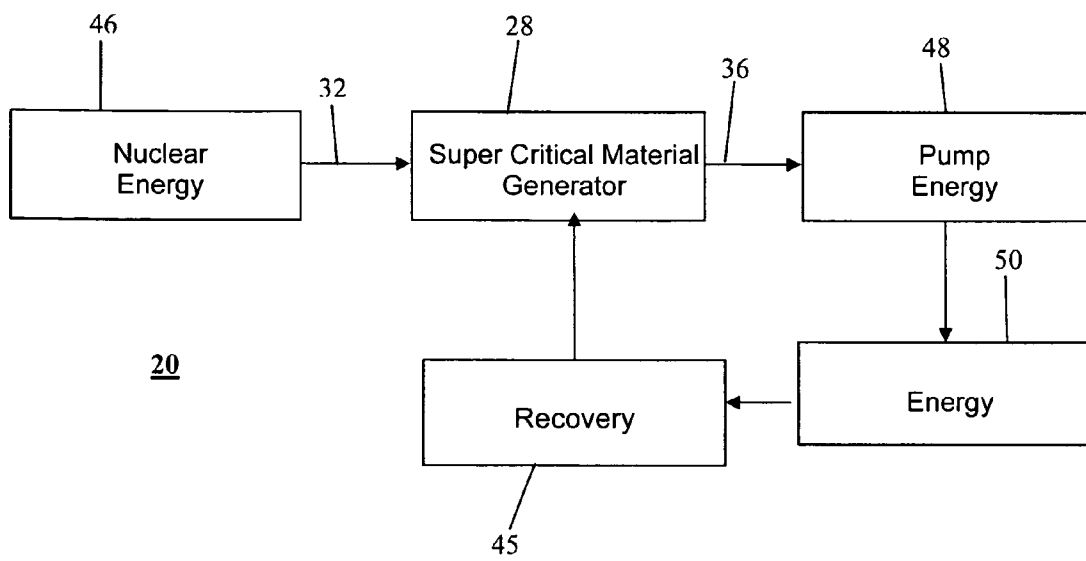 46
28
48
32
36
Nuclear
Energy
Super Critical Material
Generator
Pump
Energy
50
20
Recovery
Energy
45